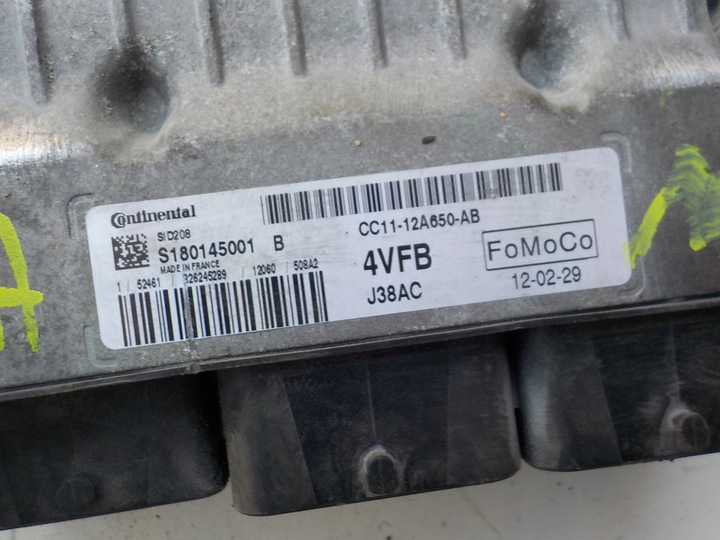 Continental
SID208
S180145001 B
MADE IN FRANCE
1 / 52461 / 326245289 / 12060 / 508A2
CC11-12A650-AB
4VFB
J38AC
FoMoCo
12-02-29